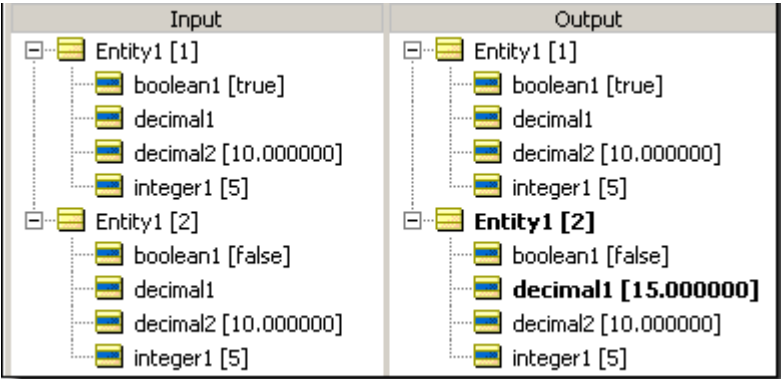 Input
Entity1 [1]
boolean1 [true]
decimal1
decimal2 [10.000000]
integer1 [5]
Entity1 [2]
boolean1 [false]
decimal1
decimal2 [10.000000]
integer1 [5]
Output
Entity1 [1]
boolean1 [true]
decimal1
decimal2 [10.000000]
integer1 [5]
Entity1 [2]
boolean1 [false]
decimal1 [15.000000]
decimal2 [10.000000]
integer1 [5]